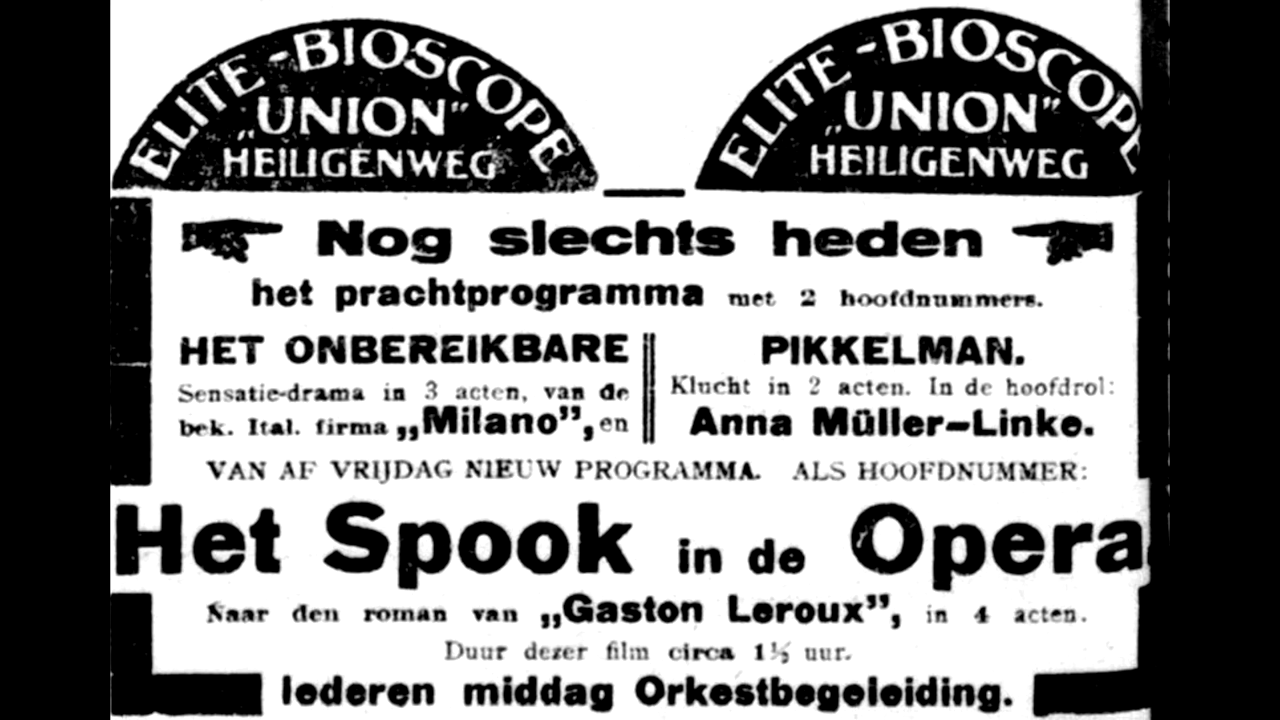 ELITE-BIOSCOPE
„UNION”
HEILIGENWEG
ELITE-BIOSCOPE
„UNION”
HEILIGENWEG
Nog slechts heden
het prachtprogramma met 2 hoofdnummers.
HET ONBEREIKBARE
Sensatie-drama in 3 acten, van de
bek. Ital. firma „Milano”, en
PIKKELMAN.
Klucht in 2 acten. In de hoofdrol:
Anna Müller-Linke.
VAN AF VRIJDAG NIEUW PROGRAMMA. ALS HOOFDNUMMER:
Het Spook in de Opera
Naar den roman van „Gaston Leroux”, in 4 acten.
Duur dezer film circa 1½ uur.
Iederen middag Orkestbegeleiding.